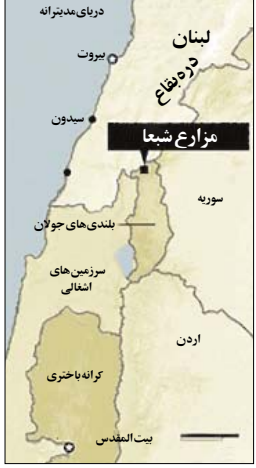 دریای مدیترانه
لبنان
بیروت
دره بقاع
سیدون
مزارع شبعا
سوریه
بلندی‌های جولان
سرزمین‌های
اشغالی
اردن
کرانه باختری
بیت‌المقدس